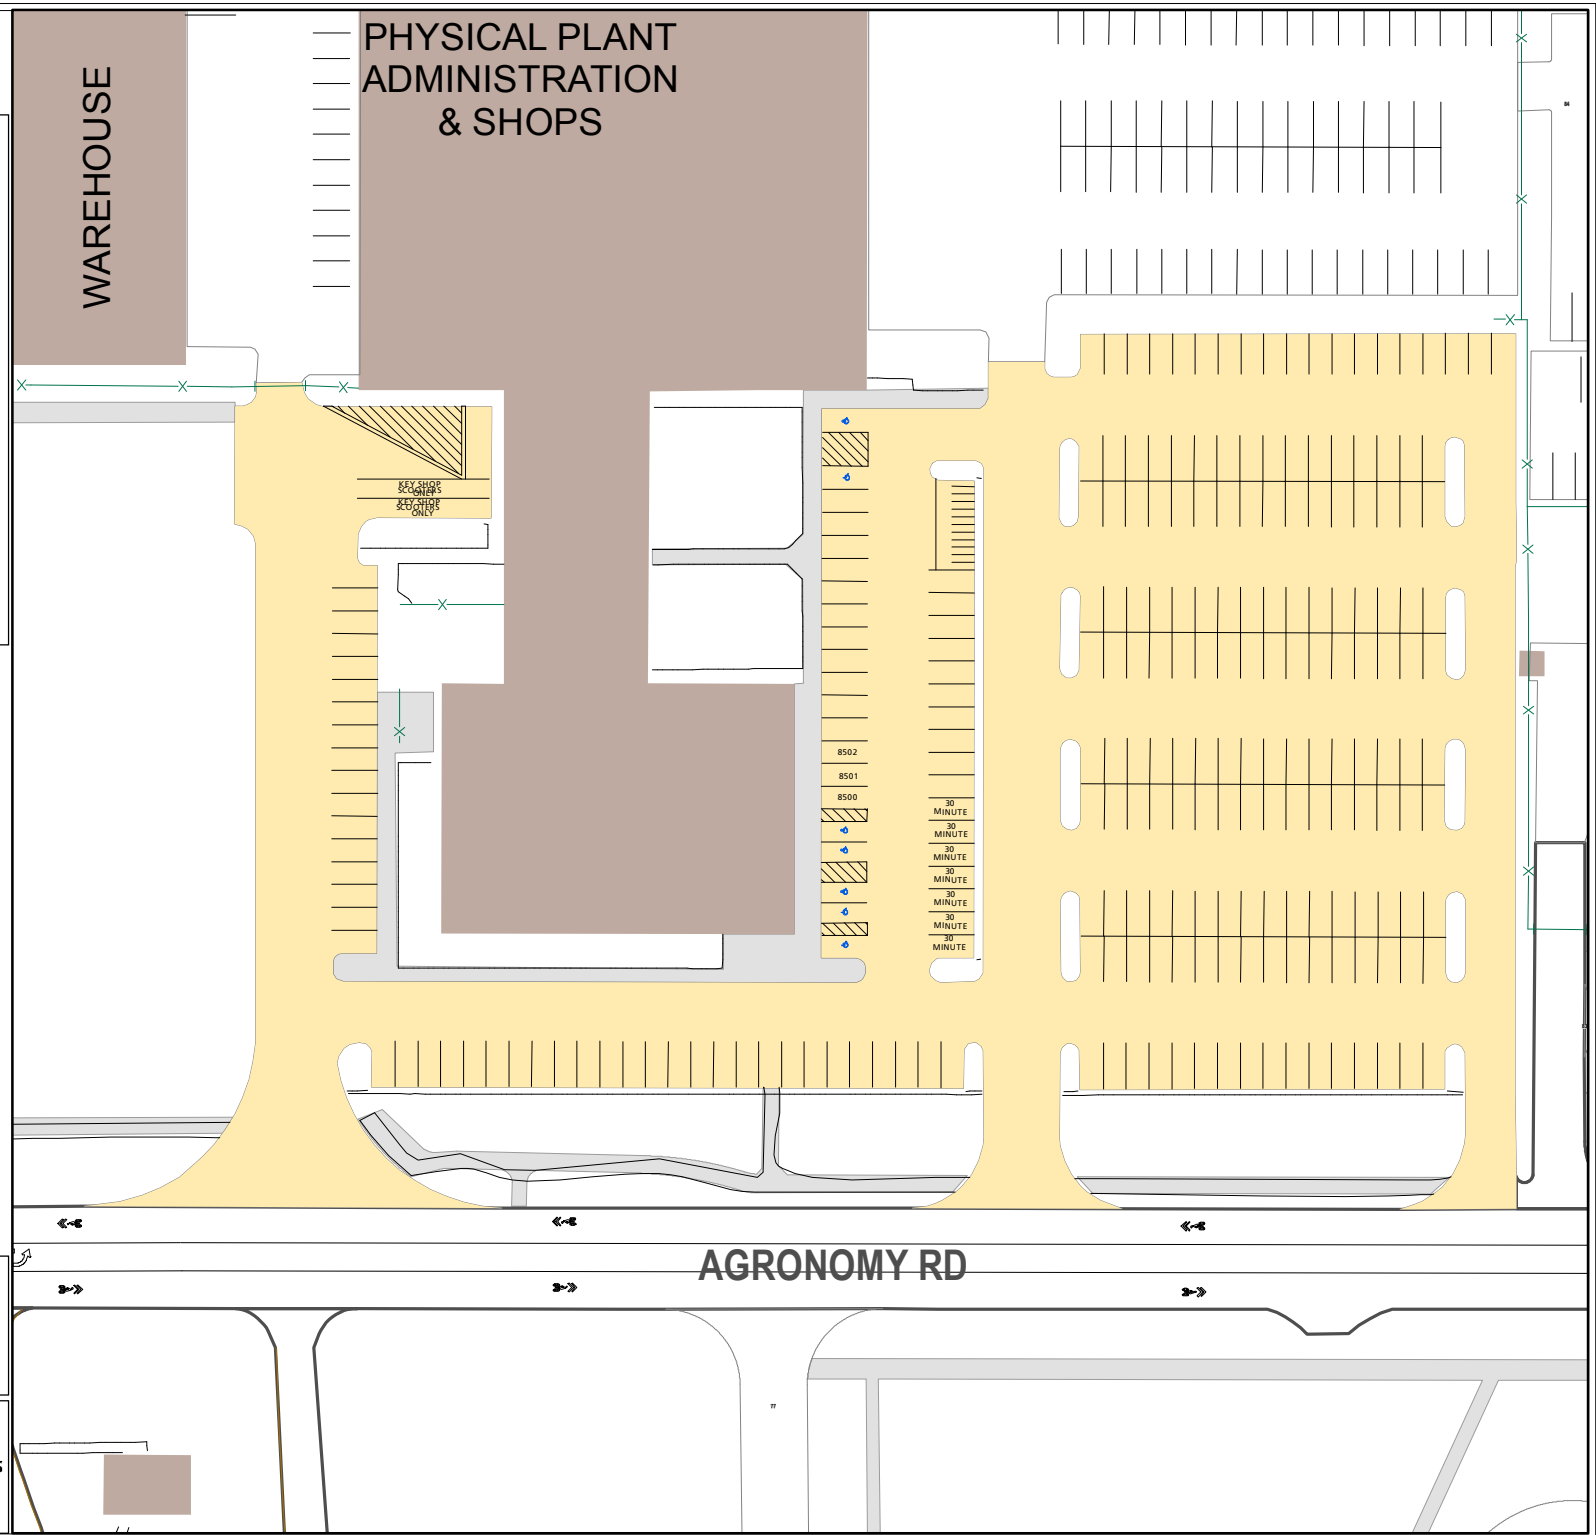 PHYSICAL PLANT
ADMINISTRATION
& SHOPS
WAREHOUSE
KEY SHOP
SCOOTERS
ONLY
KEY SHOP
SCOOTERS
ONLY
8502
8501
8500
30
MINUTE
30
MINUTE
30
MINUTE
30
MINUTE
30
MINUTE
30
MINUTE
30
MINUTE
AGRONOMY RD